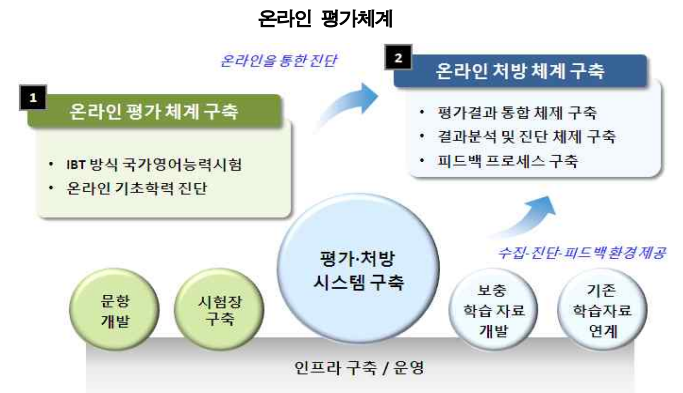 온라인 평가체계
온라인을 통한 진단
1
온라인 평가 체계 구축
• IBT 방식 국가영어능력시험
• 온라인 기초학력 진단
2
온라인 처방 체계 구축
• 평가결과 통합 체제 구축
• 결과분석 및 진단 체제 구축
• 피드백 프로세스 구축
수집-진단-피드백 환경 제공
문항
개발
시험장
구축
평가·처방
시스템 구축
보충
학습 자료
개발
기존
학습자료
연계
인프라 구축 / 운영